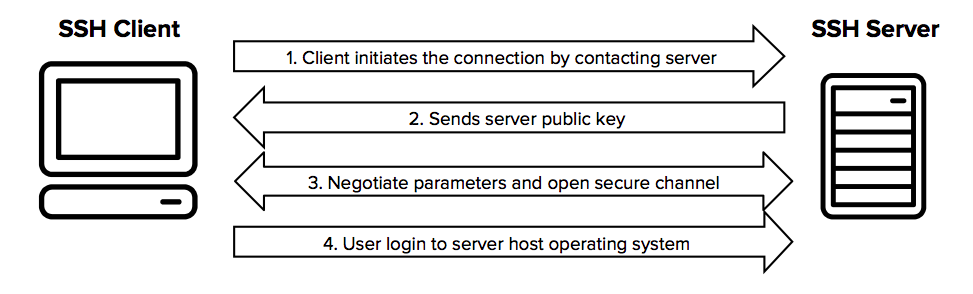 SSH Client
SSH Server
1. Client initiates the connection by contacting server
2. Sends server public key
3. Negotiate parameters and open secure channel
4. User login to server host operating system